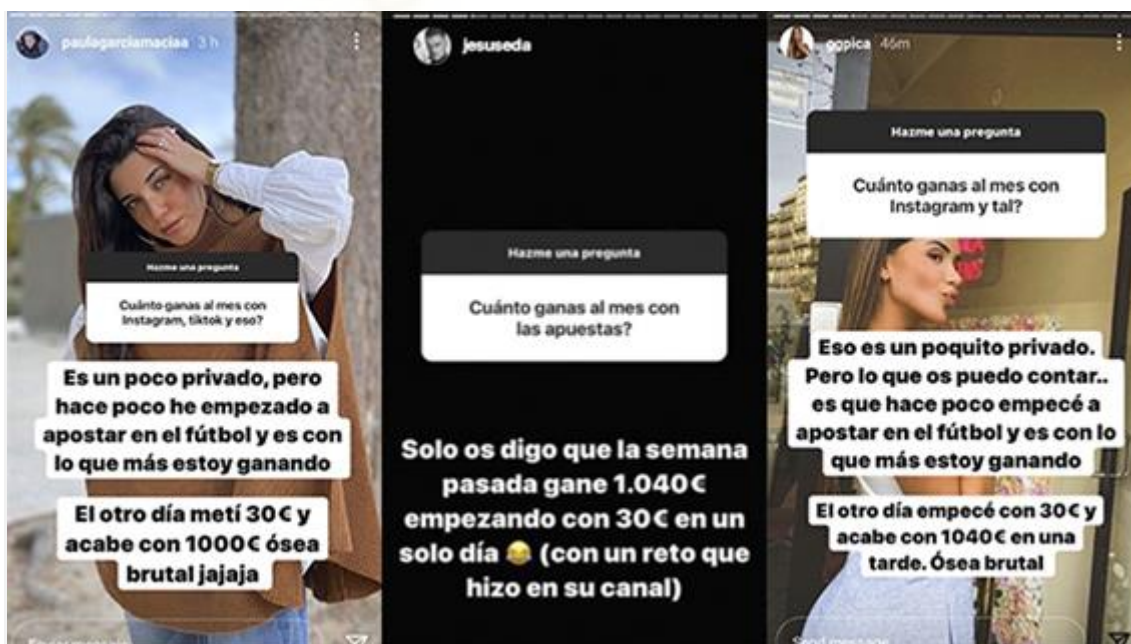 paulagarciamaciaa 3 h
Hazme una pregunta
Cuánto ganas al mes con
Instagram, tiktok y eso?
Es un poco privado, pero
hace poco he empezado a
apostar en el fútbol y es con
lo que más estoy ganando
El otro día metí 30€ y
acabe con 1000€ ósea
brutal jajaja
jesuseda
Hazme una pregunta
Cuánto ganas al mes con
las apuestas?
Solo os digo que la semana
pasada gane 1.040€
empezando con 30€ en un
solo día 😂 (con un reto que
hizo en su canal)
ogpica 46m
Hazme una pregunta
Cuánto ganas al mes con
Instagram y tal?
Eso es un poquito privado.
Pero lo que os puedo contar..
es que hace poco empecé a
apostar en el fútbol y es con lo
que más estoy ganando
El otro día empecé con 30€ y
acabe con 1040€ en una
tarde. Ósea brutal
Send message